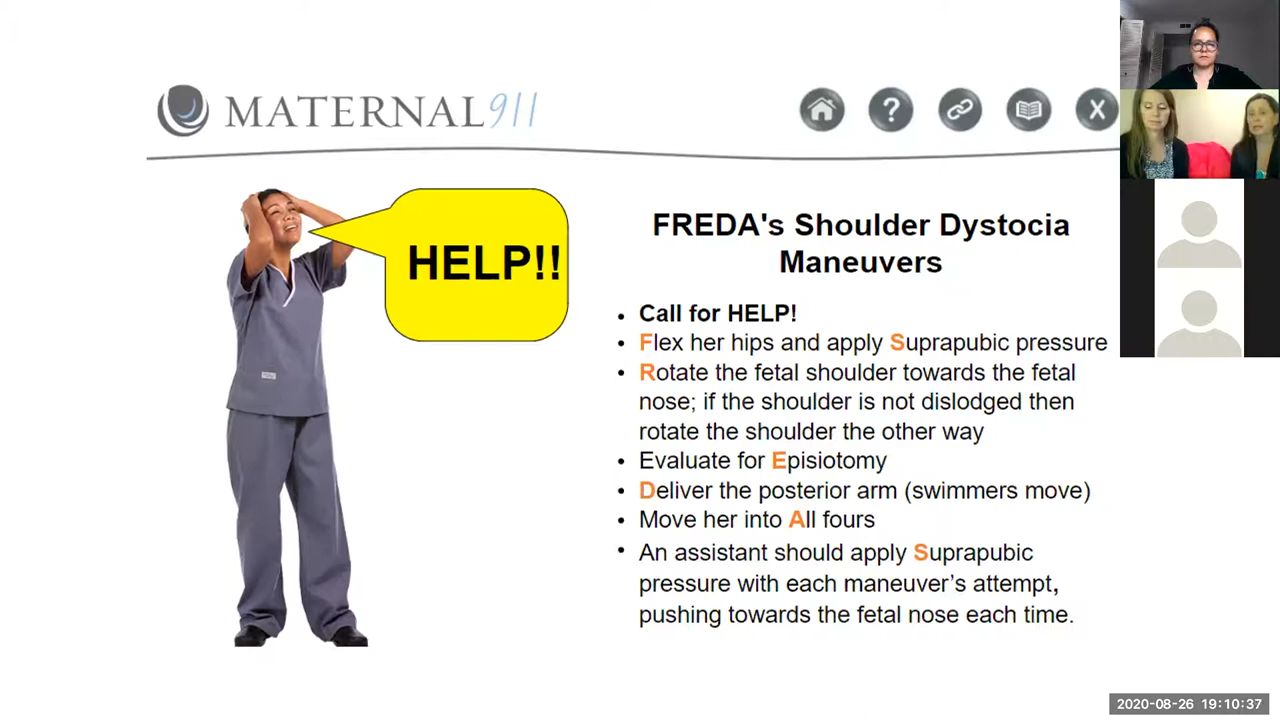 MATERNAL911
?
X
HELP!!
FREDA's Shoulder Dystocia
Maneuvers
• Call for HELP!
• Flex her hips and apply Suprapubic pressure
• Rotate the fetal shoulder towards the fetal
nose; if the shoulder is not dislodged then
rotate the shoulder the other way
• Evaluate for Episiotomy
• Deliver the posterior arm (swimmers move)
• Move her into All fours
• An assistant should apply Suprapubic
pressure with each maneuver’s attempt,
pushing towards the fetal nose each time.
2020-08-26 19:10:37